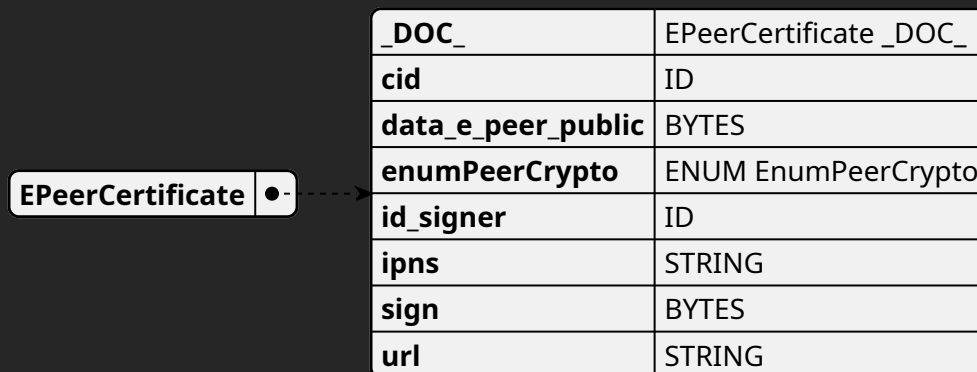 _DOC_ EPeerCertificate _DOC_
cid ID
data_e_peer_public BYTES
enumPeerCrypto ENUM EnumPeerCrypto
EPeerCertificate
id_signer ID
ipns STRING
sign BYTES
url STRING